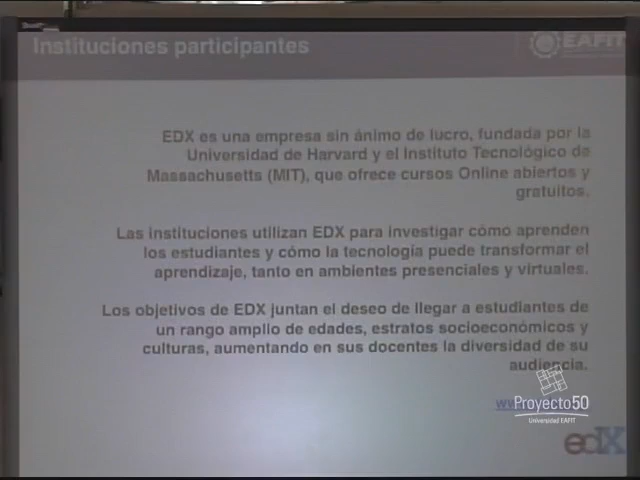 Instituciones participantes
EAFIT
EDX es una empresa sin ánimo de lucro, fundada por la
Universidad de Harvard y el Instituto Tecnológico de
Massachusetts (MIT), que ofrece cursos Online abiertos y
gratuitos.
Las instituciones utilizan EDX para investigar cómo aprenden
los estudiantes y cómo la tecnología puede transformar el
aprendizaje, tanto en ambientes presenciales y virtuales.
Los objetivos de EDX juntan el deseo de llegar a estudiantes de
un rango amplio de edades, estratos socioeconómicos y
culturas, aumentando en sus docentes la diversidad de su
audiencia.
Proyecto50
Universidad EAFIT
edX